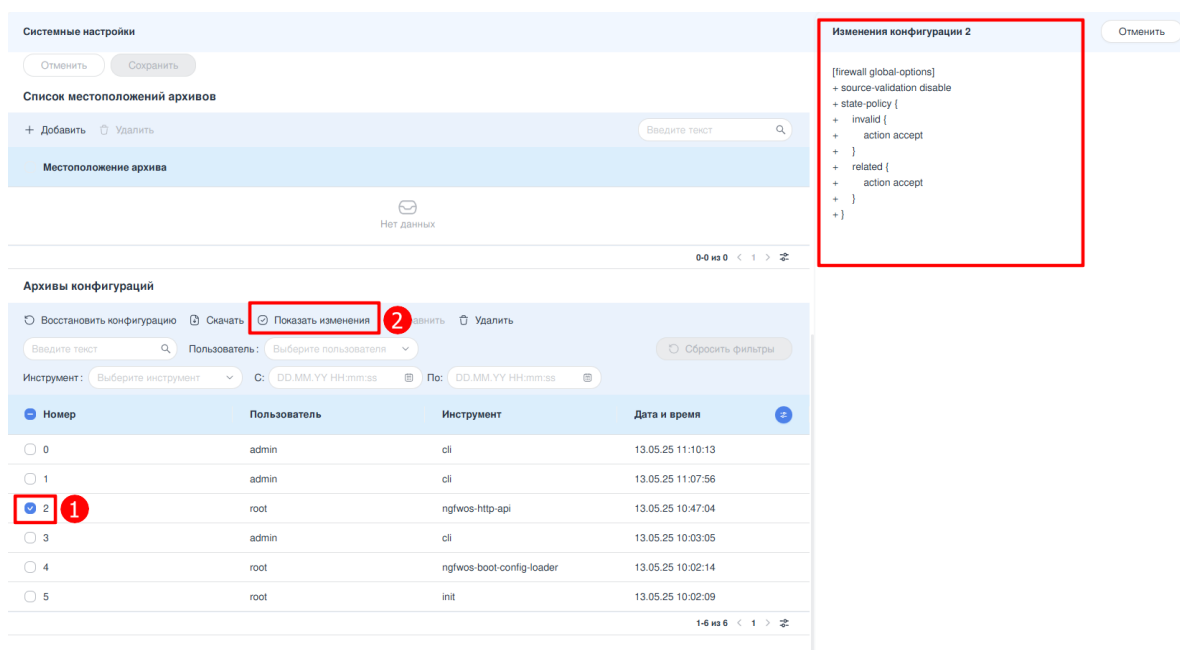 Системные настройки
Изменения конфигурации 2
Отменить
Отменить Сохранить
Список местоположений архивов
+ Добавить Удалить Введите текст
Местоположение архива
Нет данных
0-0 из 0 < 1 >
[firewall global-options]
+ source-validation disable
+ state-policy {
+ invalid {
+ action accept
+ }
+ related {
+ action accept
+ }
+ }
Архивы конфигураций
Восстановить конфигурацию Скачать Показать изменения 2 Удалить
Введите текст Пользователь: Выберите пользователя Сбросить фильтры
Инструмент: Выберите инструмент С: DD.MM.YY HH:mm:ss По: DD.MM.YY HH:mm:ss
Номер Пользователь Инструмент Дата и время
0 admin cli 13.05.25 11:10:13
1 admin cli 13.05.25 11:07:56
2 1 root ngfwos-http-api 13.05.25 10:47:04
3 admin cli 13.05.25 10:03:05
4 root ngfwos-boot-config-loader 13.05.25 10:02:14
5 root init 13.05.25 10:02:09
1-6 из 6 < 1 >